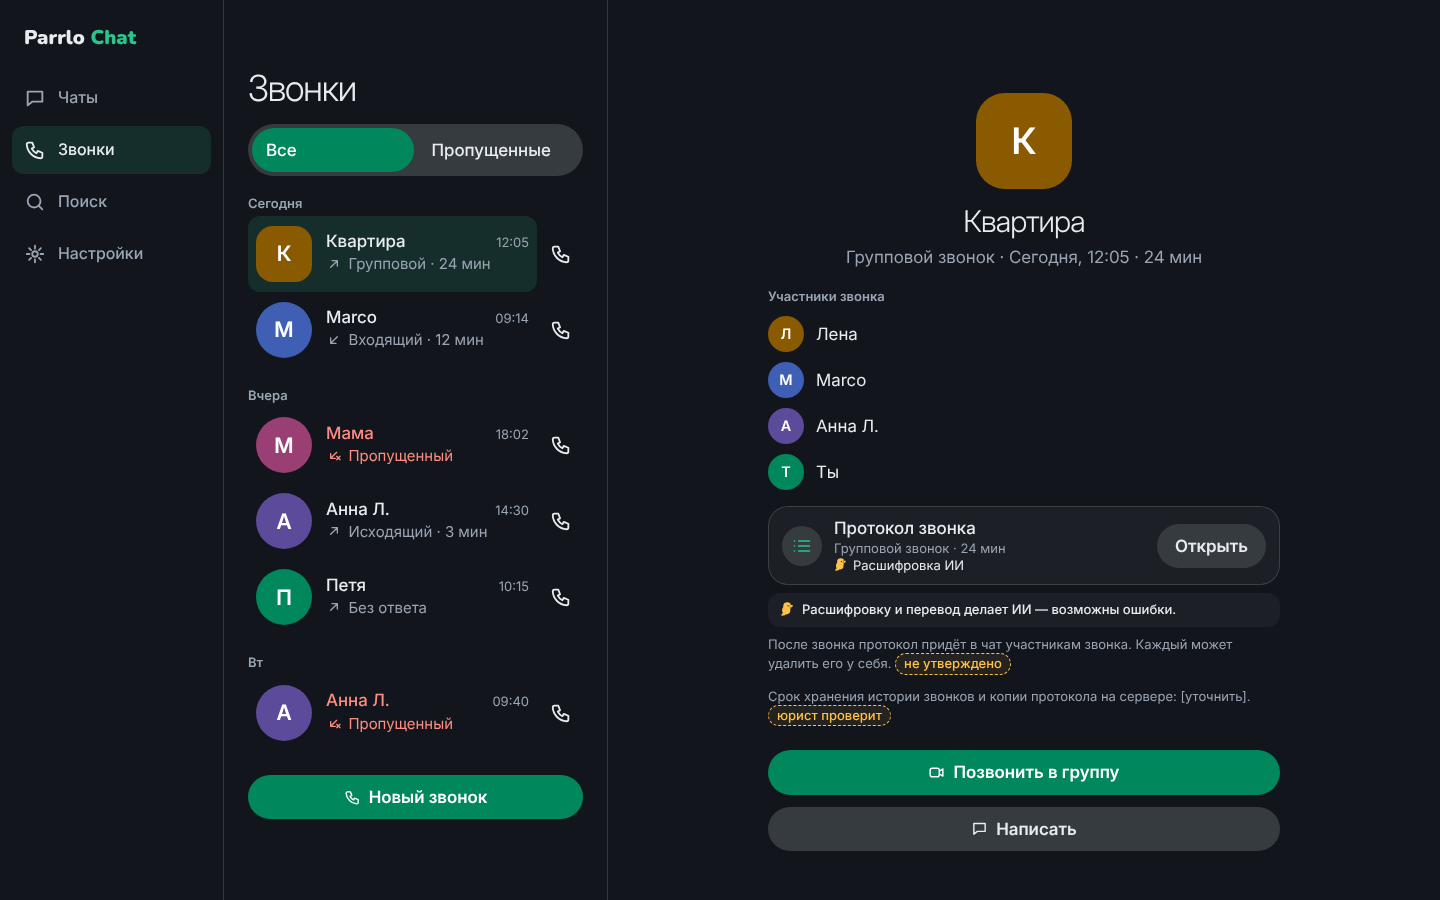 Parrlo Chat
Чаты
Звонки
Поиск
Настройки
Звонки
Все
Пропущенные
Сегодня
К
Квартира
12:05
Групповой · 24 мин
M
Marco
09:14
Входящий · 12 мин
Вчера
М
Мама
18:02
Пропущенный
А
Анна Л.
14:30
Исходящий · 3 мин
П
Петя
10:15
Без ответа
Вт
А
Анна Л.
09:40
Пропущенный
Новый звонок
К
Квартира
Групповой звонок · Сегодня, 12:05 · 24 мин
Участники звонка
Л
Лена
M
Marco
А
Анна Л.
Т
Ты
Протокол звонка
Групповой звонок · 24 мин
Расшифровка ИИ
Открыть
Расшифровку и перевод делает ИИ — возможны ошибки.
После звонка протокол придёт в чат участникам звонка. Каждый может
удалить его у себя. не утверждено
Срок хранения истории звонков и копии протокола на сервере: [уточнить].
юрист проверит
Позвонить в группу
Написать